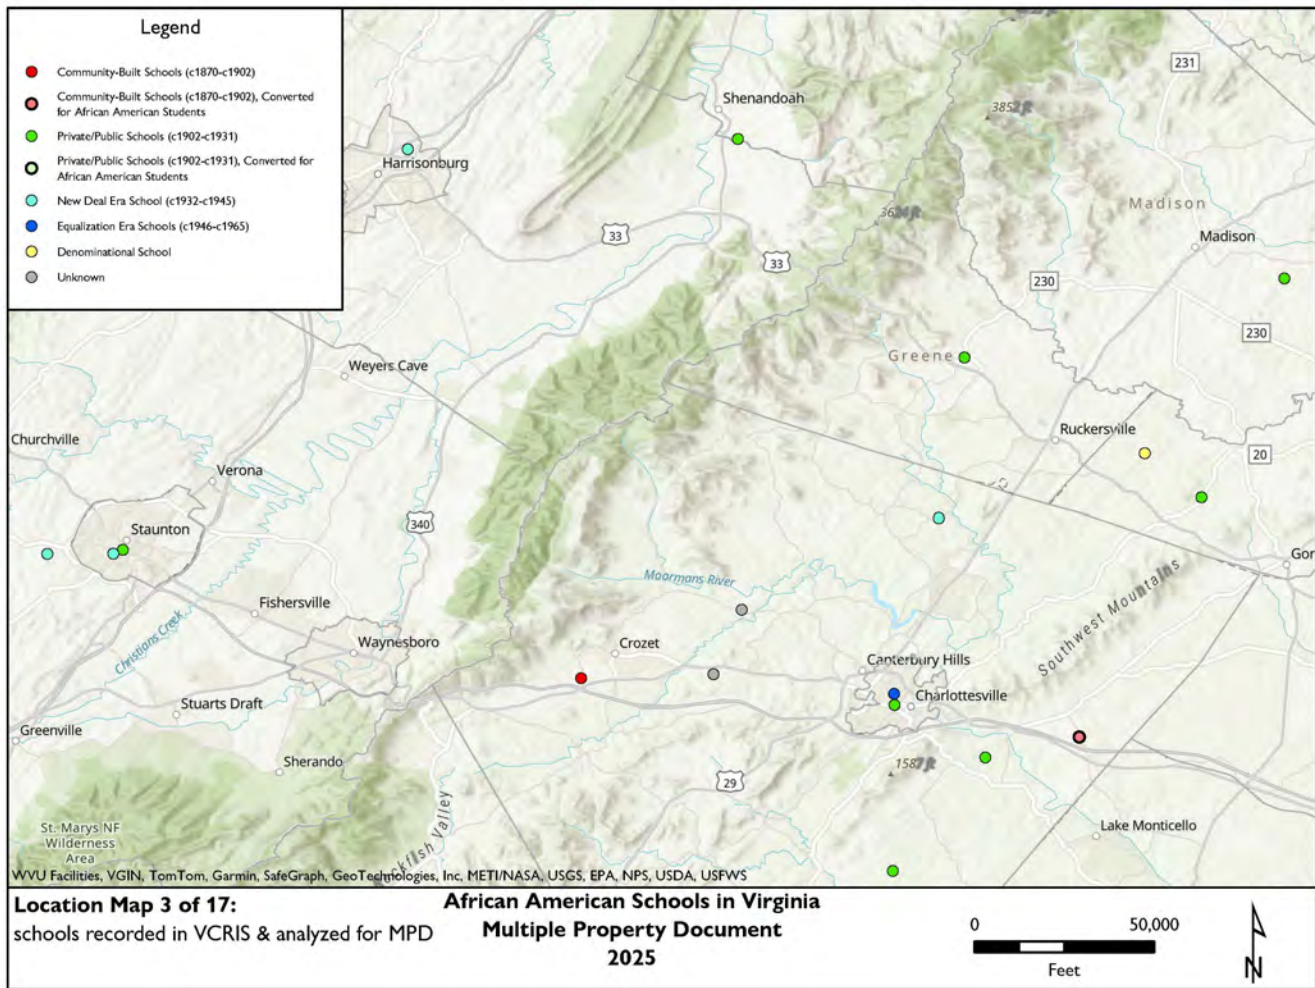 Legend
Community-Built Schools (c1870-c1902)
Community-Built Schools (c1870-c1902), Converted
for African American Students
Private/Public Schools (c1902-c1931)
Private/Public Schools (c1902-c1931), Converted for
African American Students
New Deal Era School (c1932-c1945)
Equalization Era Schools (c1946-c1965)
Denominational School
Unknown
231
Shenandoah
3852 ft
Harrisonburg
Madison
3624 ft
33
Madison
33
230
230
Greene
Weyers Cave
Ruckersville
Churchville
20
Verona
340
Staunton
Gor
Moormans River
Southwest Mountains
Fishersville
Christians Creek
Waynesboro
Crozet
Canterbury Hills
Charlottesville
Stuarts Draft
Greenville
Sherando
1587 ft
29
Lake Monticello
St. Marys NF
Wilderness
Area
Valley
WVU Facilities, VGIN, TomTom, Garmin, SafeGraph, GeoTechnologies, Inc, METI/NASA, USGS, EPA, NPS, USDA, USFWS
Location Map 3 of 17:
schools recorded in VCRIS & analyzed for MPD
African American Schools in Virginia
Multiple Property Document
2025
0 50,000
Feet
N